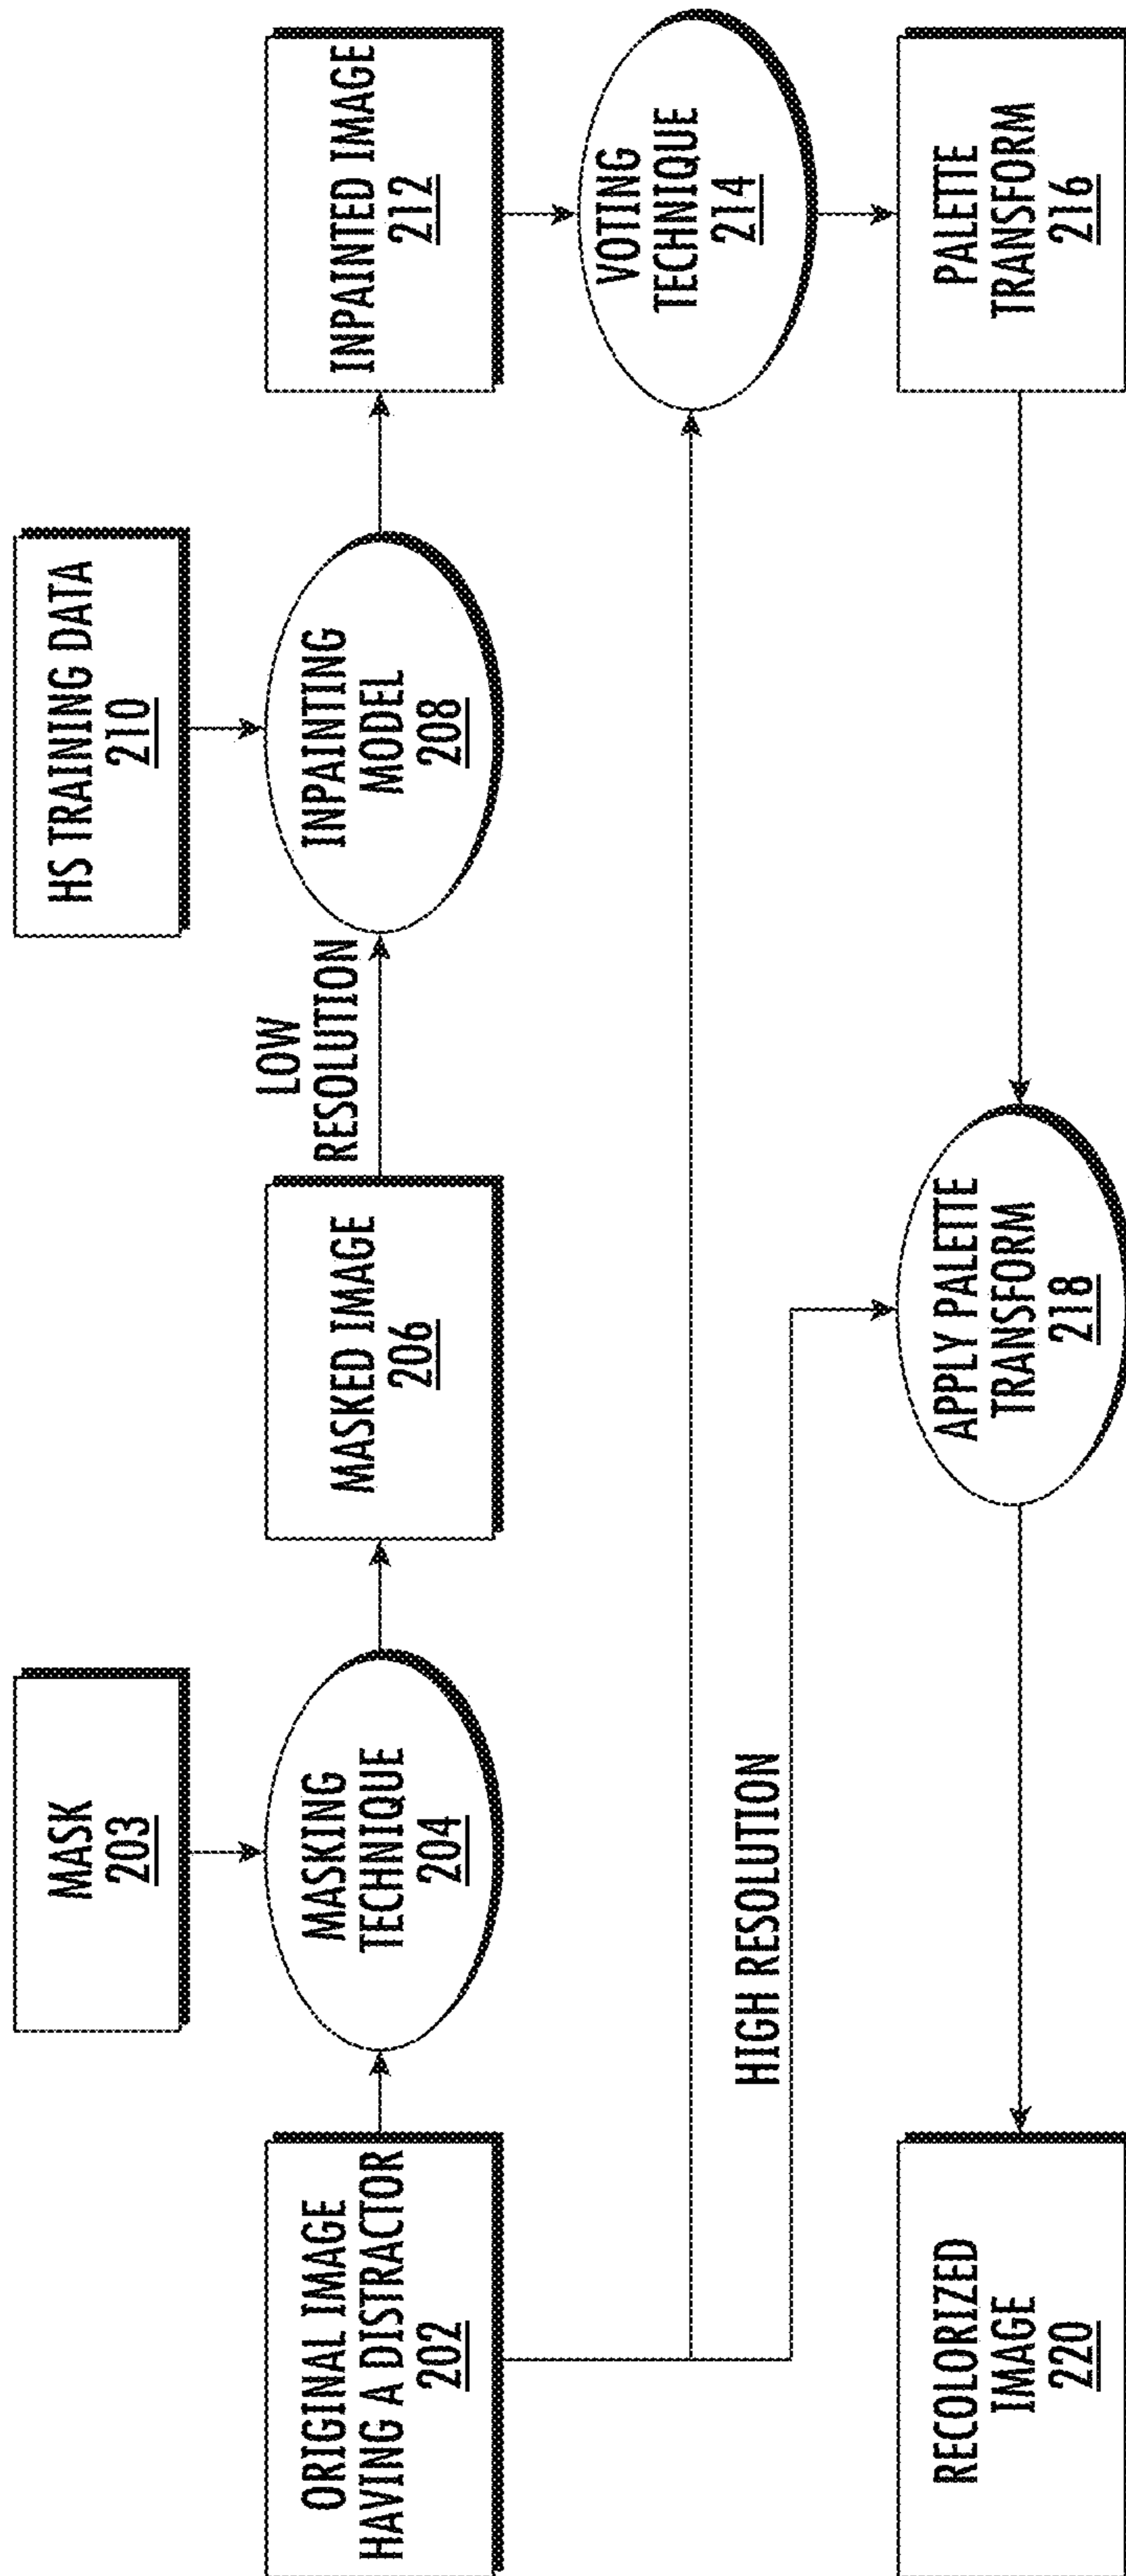 MASK
203
HS TRAINING DATA
210
ORIGINAL IMAGE
HAVING A DISTRACTOR
202
MASKING
TECHNIQUE
204
MASKED IMAGE
206
LOW
RESOLUTION
INPAINTING
MODEL
208
INPAINTED IMAGE
212
VOTING
TECHNIQUE
214
HIGH RESOLUTION
RECOLORIZED
IMAGE
220
APPLY PALETTE
TRANSFORM
218
PALETTE
TRANSFORM
216